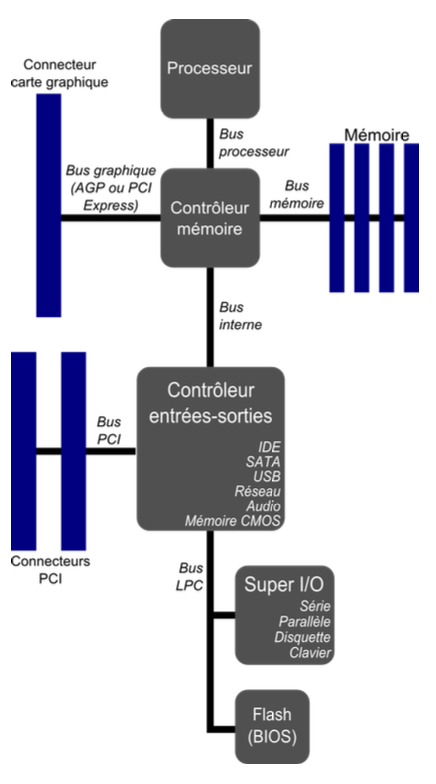 Processeur
Connecteur
carte graphique
Bus
processeur
Mémoire
Bus graphique
(AGP ou PCI
Express)
Contrôleur
mémoire
Bus
mémoire
Bus
interne
Contrôleur
entrées-sorties
IDE
SATA
USB
Réseau
Audio
Mémoire CMOS
Bus
PCI
Connecteurs
PCI
Bus
LPC
Super I/O
Série
Parallèle
Disquette
Clavier
Flash
(BIOS)